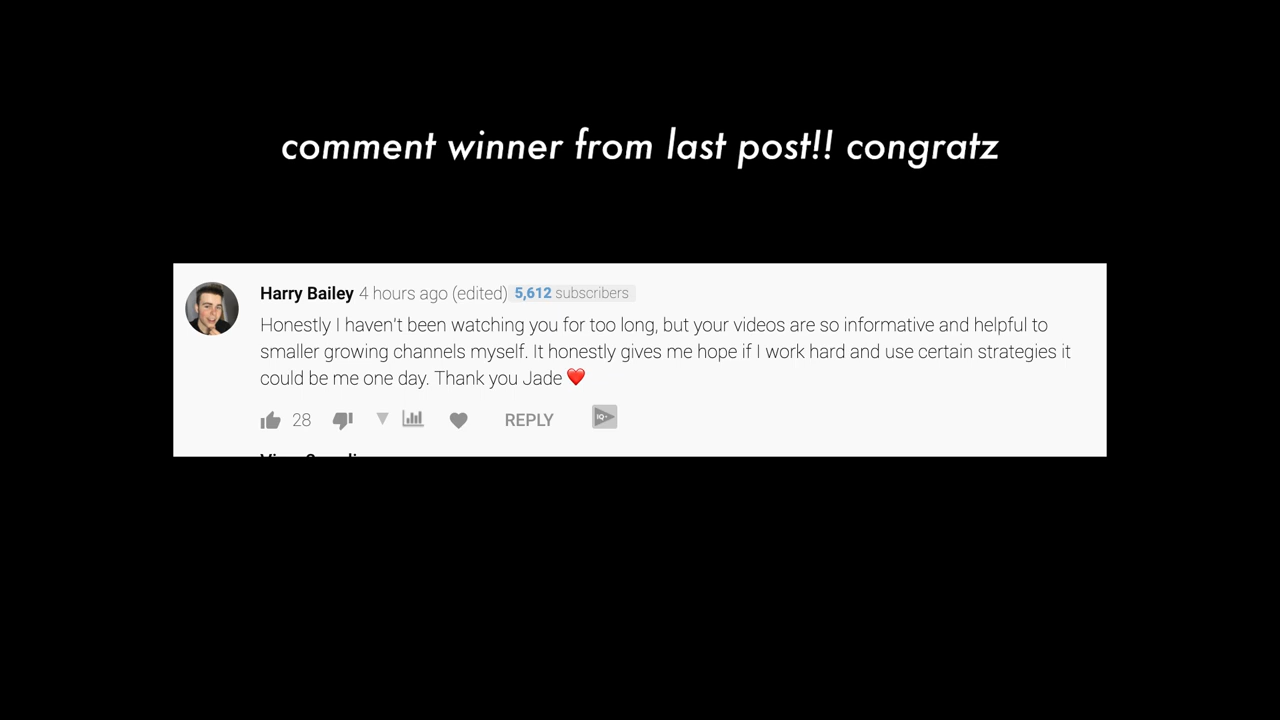 comment winner from last post!! congratz
Harry Bailey 4 hours ago (edited) 5,612 subscribers
Honestly I haven't been watching you for too long, but your videos are so informative and helpful to
smaller growing channels myself. It honestly gives me hope if I work hard and use certain strategies it
could be me one day. Thank you Jade ❤️
28 REPLY IQ+